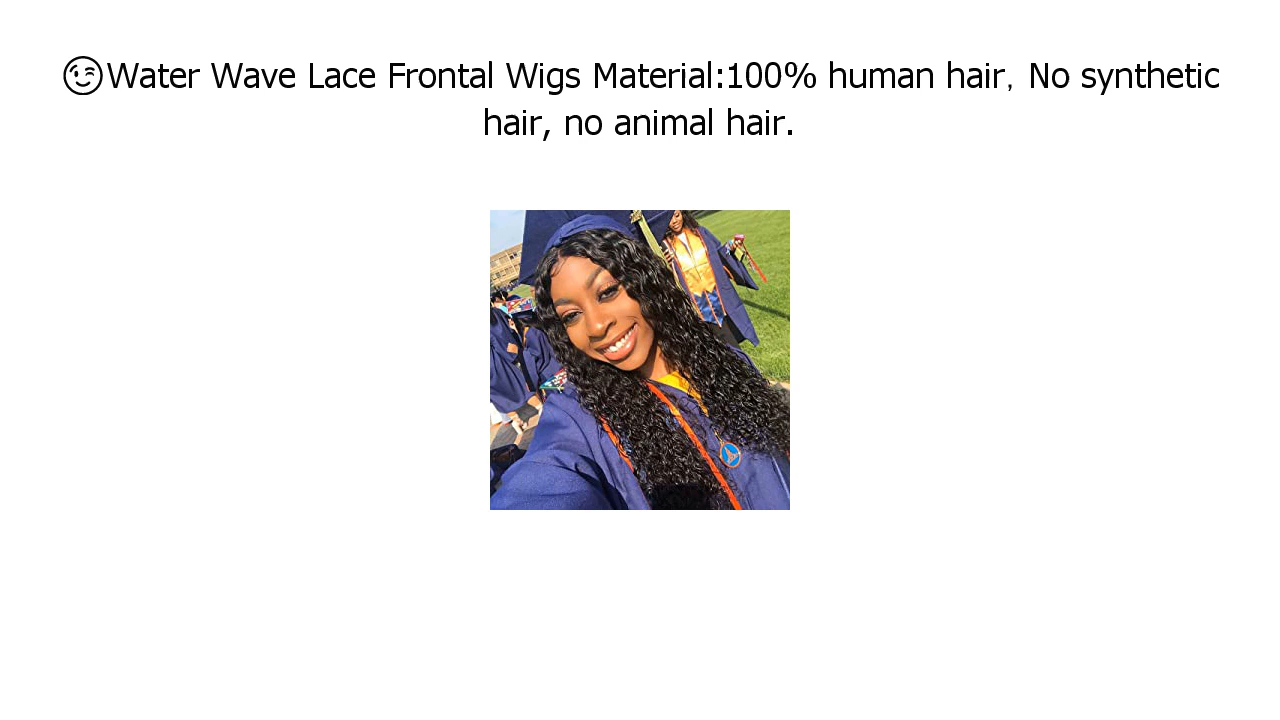 😉Water Wave Lace Frontal Wigs Material:100% human hair, No synthetic
hair, no animal hair.